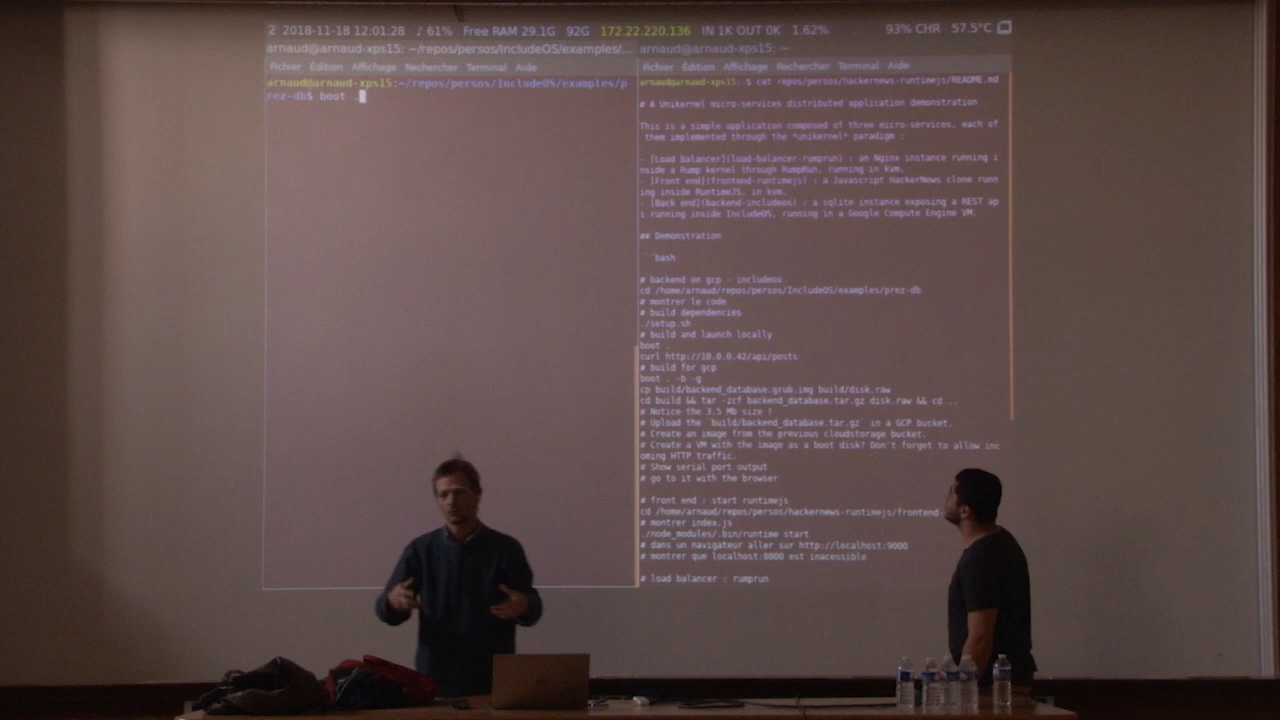 2 2018-11-18 12:01:28 ♪ 61% Free RAM 29.1G 92G 172.22.220.136 IN 1K OUT 0K 1.62% 93% CHR 57.5°C
arnaud@arnaud-xps15: ~/repos/persos/IncludeOS/examples/...
Fichier Édition Affichage Rechercher Terminal Aide
arnaud@arnaud-xps15:~/repos/persos/IncludeOS/examples/p
rez-db$ boot .
arnaud@arnaud-xps15: ~
Fichier Édition Affichage Rechercher Terminal Aide
arnaud@arnaud-xps15:~$ cat repos/persos/hackernews-runtimejs/README.md
# A Unikernel micro-services distributed application demonstration
This is a simple application composed of three micro-services, each of
them implemented through the *unikernel* paradigm :
- [Load balancer](load-balancer-rumprun) : an Nginx instance running i
nside a Rump kernel through RumpRun, running in kvm.
- [Front end](frontend-runtimejs) : a Javascript HackerNews clone runn
ing inside RuntimeJS, in kvm.
- [Back end](backend-includeos) : a sqlite instance exposing a REST ap
i running inside IncludeOS, running in a Google Compute Engine VM.
## Demonstration
```bash
# backend on gcp - includeos
cd /home/arnaud/repos/persos/IncludeOS/examples/prez-db
# montrer le code
# build dependencies
./setup.sh
# build and launch locally
boot .
curl http://10.0.0.42/api/posts
# build for gcp
boot . -b -g
cp build/backend_database.grub.img build/disk.raw
cd build && tar -zcf backend_database.tar.gz disk.raw && cd ..
# Notice the 3.5 Mb size !
# Upload the `build/backend_database.tar.gz` in a GCP bucket.
# Create an image from the previous cloudstorage bucket.
# Create a VM with the image as a boot disk? Don't forget to allow inc
oming HTTP traffic.
# Show serial port output
# go to it with the browser
# front end : start runtimejs
cd /home/arnaud/repos/persos/hackernews-runtimejs/frontend-
# montrer index.js
./node_modules/.bin/runtime start
# dans un navigateur aller sur http://localhost:9000
# montrer que localhost:8000 est inacessible
# load balancer : rumprun